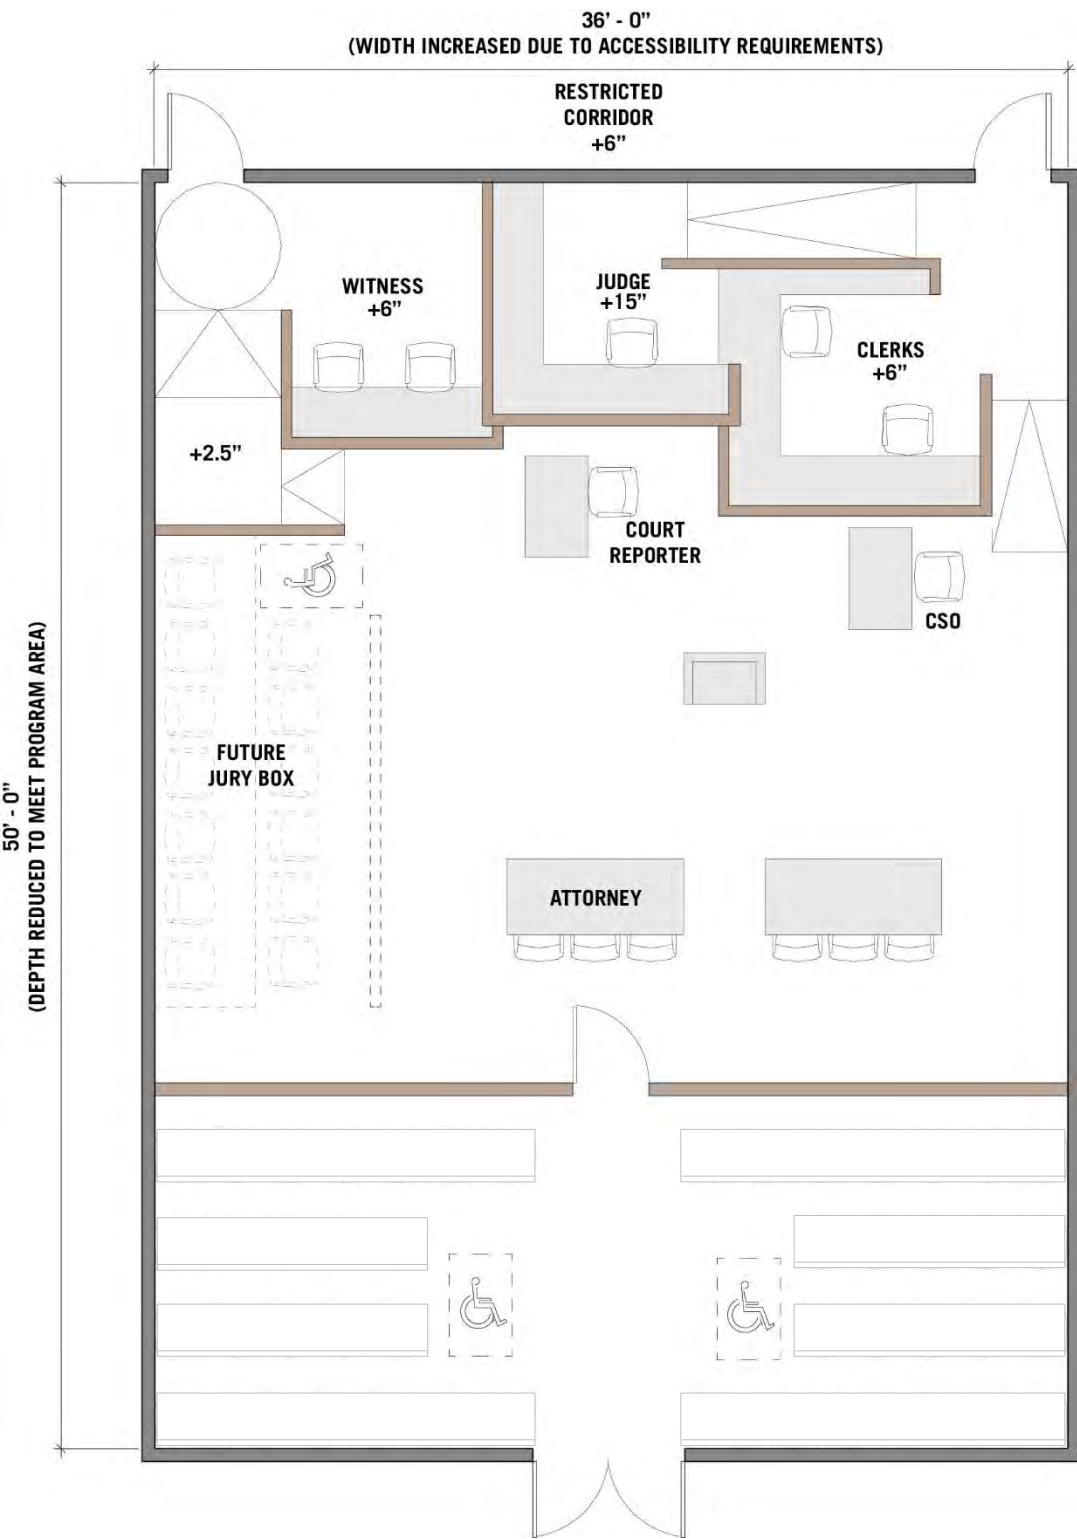 36' - 0”
(WIDTH INCREASED DUE TO ACCESSIBILITY REQUIREMENTS)
RESTRICTED
CORRIDOR
+6”
WITNESS
+6”
JUDGE
+15”
CLERKS
+6”
+2.5”
COURT
REPORTER
CSO
50' - 0”
(DEPTH REDUCED TO MEET PROGRAM AREA)
FUTURE
JURY BOX
ATTORNEY